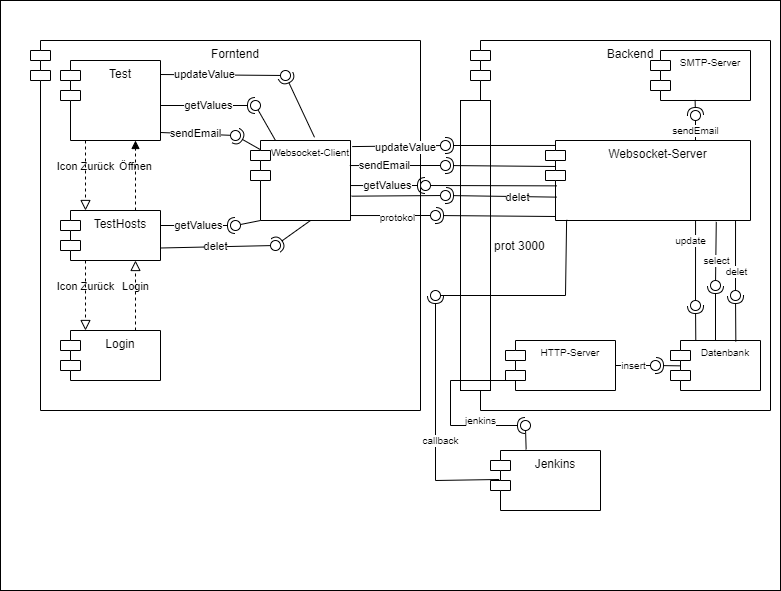 Forntend
Backend
Test
updateValue
SMTP-Server
getValues
sendEmail
sendEmail
Websocket-Client
updateValue
Websocket-Server
Icon Zurück
Öffnen
sendEmail
getValues
delet
TestHosts
getValues
protokol
delet
prot 3000
update
select
delet
Icon Zurück
Login
Login
HTTP-Server
insert
Datenbank
jenkins
callback
Jenkins